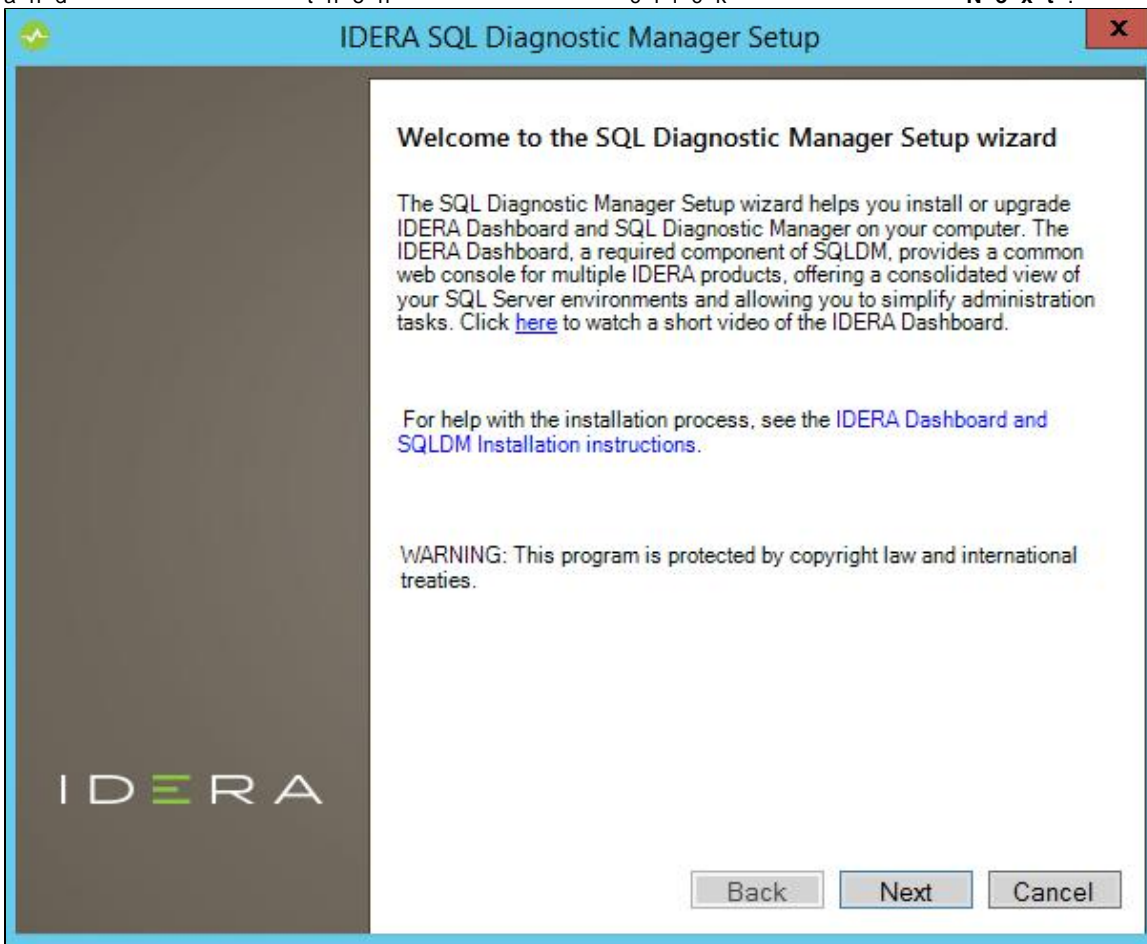 and then click Next.
IDERA SQL Diagnostic Manager Setup
x
Welcome to the SQL Diagnostic Manager Setup wizard
The SQL Diagnostic Manager Setup wizard helps you install or upgrade
IDERA Dashboard and SQL Diagnostic Manager on your computer. The
IDERA Dashboard, a required component of SQLDM, provides a common
web console for multiple IDERA products, offering a consolidated view of
your SQL Server environments and allowing you to simplify administration
tasks. Click here to watch a short video of the IDERA Dashboard.
For help with the installation process, see the IDERA Dashboard and
SQLDM Installation instructions.
WARNING: This program is protected by copyright law and international
treaties.
IDERA
Back Next Cancel